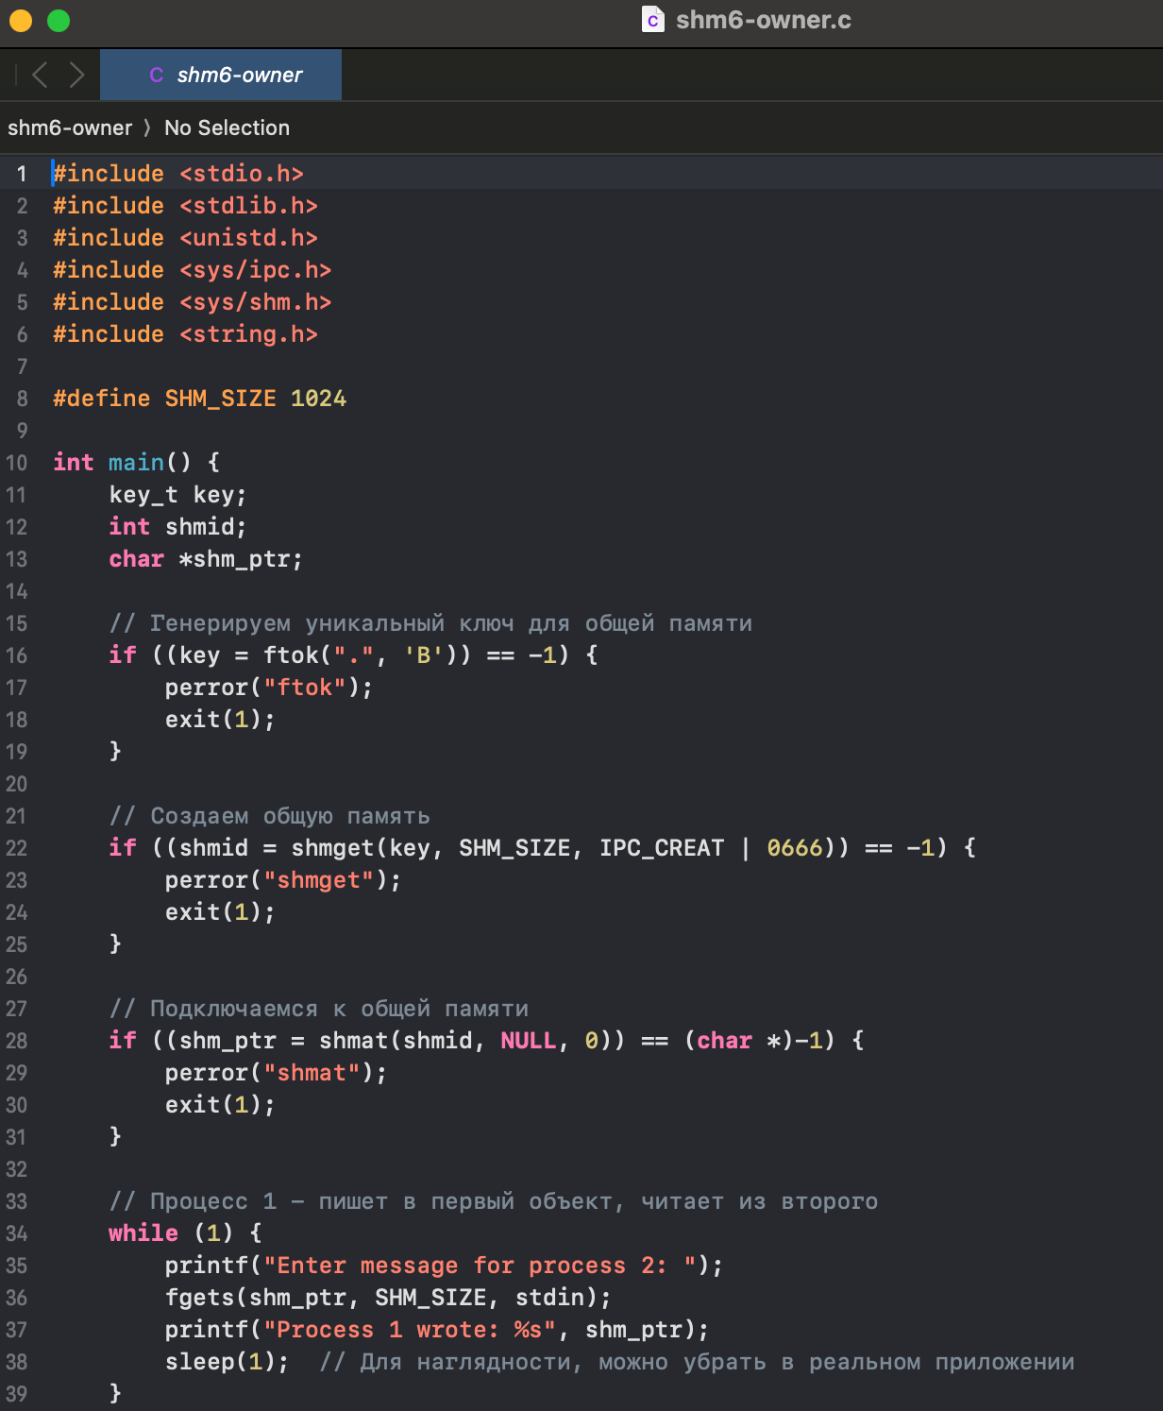 shm6-owner.c
C shm6-owner
shm6-owner ⟩ No Selection
1 #include <stdio.h>
2 #include <stdlib.h>
3 #include <unistd.h>
4 #include <sys/ipc.h>
5 #include <sys/shm.h>
6 #include <string.h>
7
8 #define SHM_SIZE 1024
9
10 int main() {
11     key_t key;
12     int shmid;
13     char *shm_ptr;
14
15     // Генерируем уникальный ключ для общей памяти
16     if ((key = ftok(".", 'B')) == -1) {
17         perror("ftok");
18         exit(1);
19     }
20
21     // Создаем общую память
22     if ((shmid = shmget(key, SHM_SIZE, IPC_CREAT | 0666)) == -1) {
23         perror("shmget");
24         exit(1);
25     }
26
27     // Подключаемся к общей памяти
28     if ((shm_ptr = shmat(shmid, NULL, 0)) == (char *)-1) {
29         perror("shmat");
30         exit(1);
31     }
32
33     // Процесс 1 – пишет в первый объект, читает из второго
34     while (1) {
35         printf("Enter message for process 2: ");
36         fgets(shm_ptr, SHM_SIZE, stdin);
37         printf("Process 1 wrote: %s", shm_ptr);
38         sleep(1);  // Для наглядности, можно убрать в реальном приложении
39     }